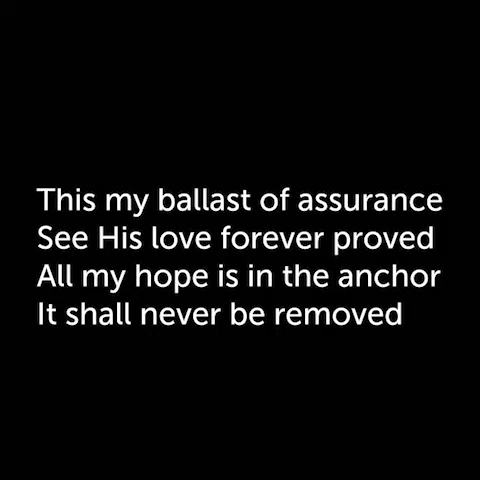 This my ballast of assurance
See His love forever proved
All my hope is in the anchor
It shall never be removed